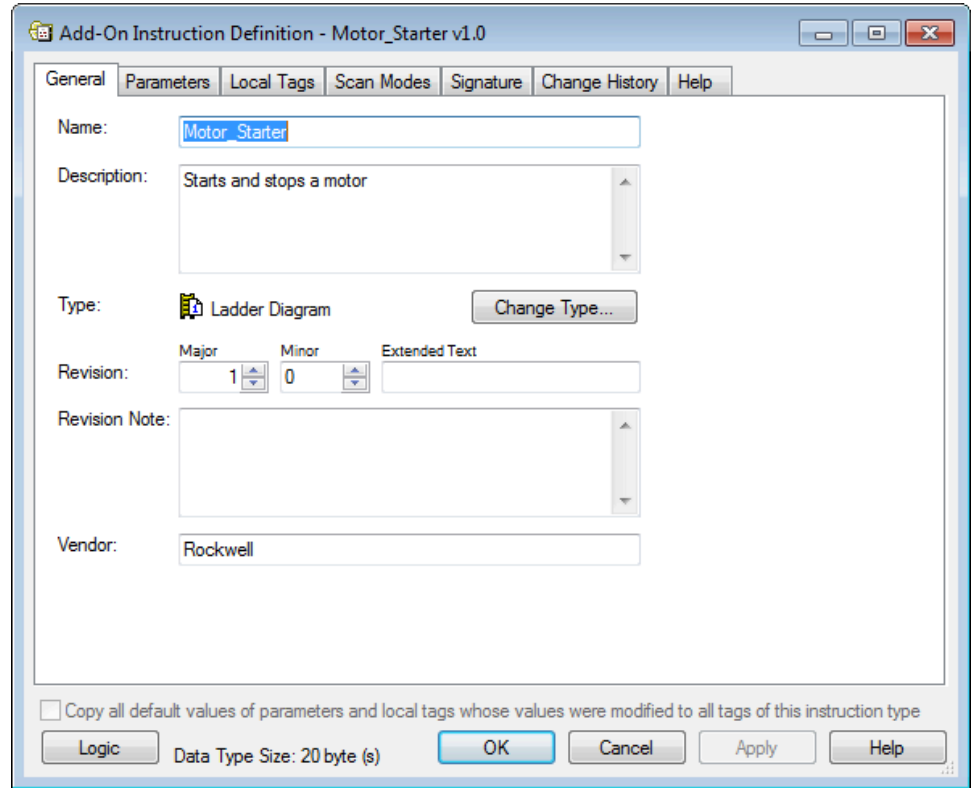 Add-On Instruction Definition - Motor_Starter v1.0
General Parameters Local Tags Scan Modes Signature Change History Help
Name: Motor_Starter
Description: Starts and stops a motor
Type: Ladder Diagram Change Type...
Major Minor Extended Text
Revision: 1 0
Revision Note:
Vendor: Rockwell
Copy all default values of parameters and local tags whose values were modified to all tags of this instruction type
Logic Data Type Size: 20 byte (s) OK Cancel Apply Help